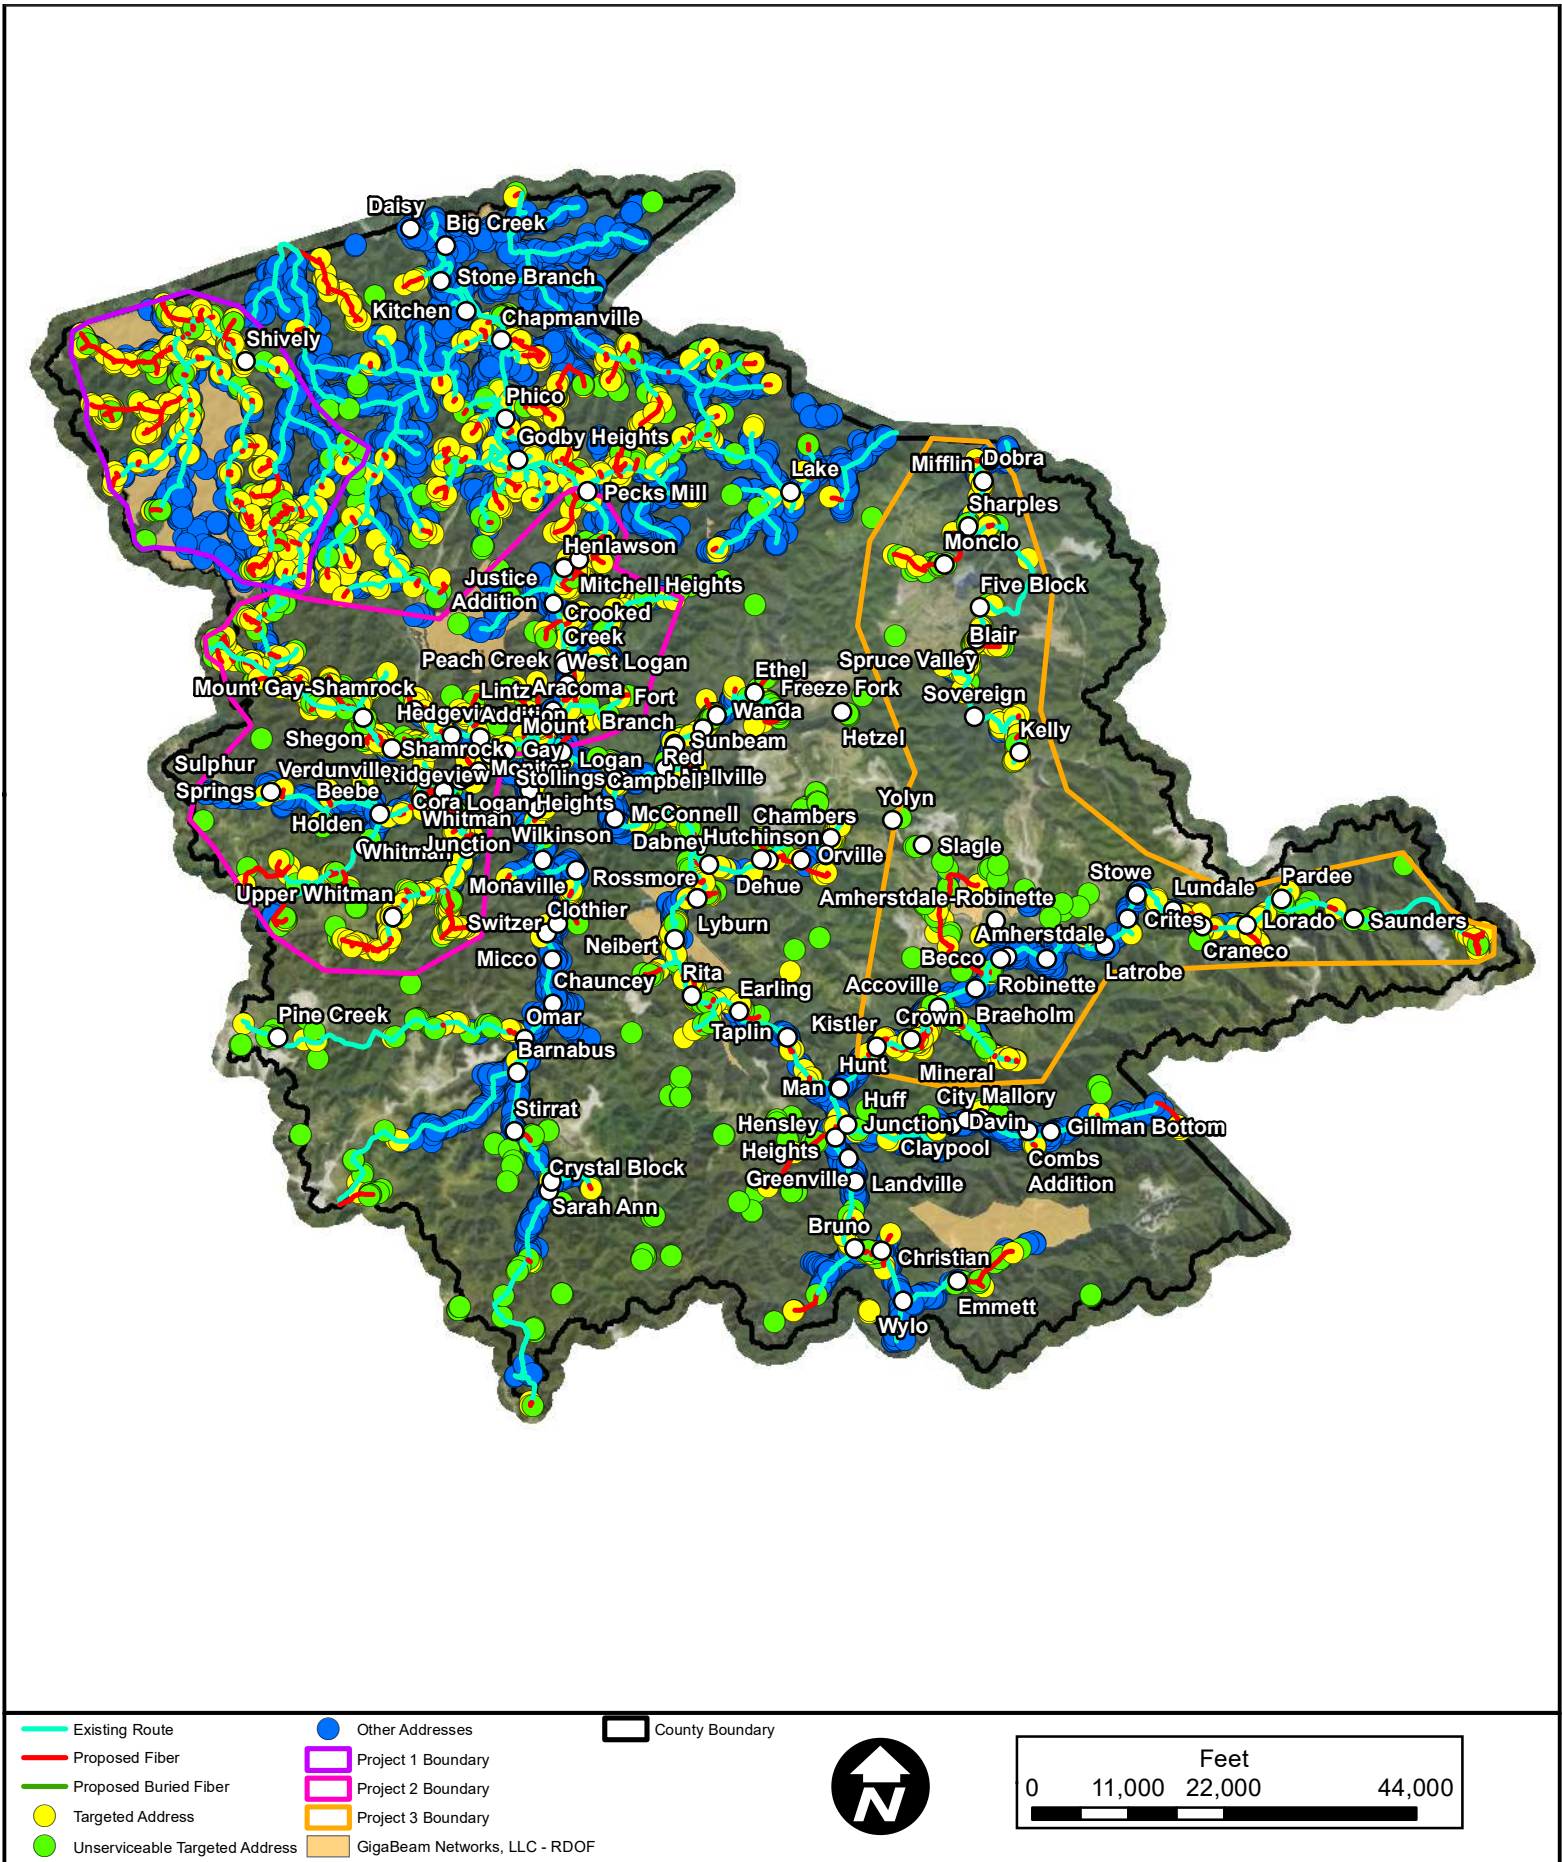 Daisy
Big Creek
Stone Branch
Kitchen
Chapmanville
Shively
Phico
Godby Heights
Lake
Mifflin
Dobra
Pecks Mill
Sharples
Henlawson
Monclo
Justice
Addition
Mitchell Heights
Five Block
Crooked
Creek
Blair
Peach Creek
West Logan
Spruce Valley
Ethel
Mount Gay-Shamrock
Lintz
Addition
Aracoma
Fort
Branch
Freeze Fork
Sovereign
Wanda
Mount
Gay
Shegon
Shamrock
Sunbeam
Hetzel
Kelly
Sulphur
Springs
Verdunville
Ridgeview
Logan
Red
Campbell
Beebe
Stollings
Yolyn
Cora
Logan Heights
Holden
Whitman
Junction
McConnell
Chambers
Wilkinson
Dabney
Hutchinson
Orville
Slagle
Whitman
Upper Whitman
Monaville
Rossmore
Dehue
Stowe
Lundale
Pardee
Amherstdale-Robinette
Switzer
Clothier
Lyburn
Crites
Lorado
Saunders
Neibert
Amherstdale
Craneco
Micco
Becco
Latrobe
Chauncey
Rita
Earling
Accoville
Robinette
Pine Creek
Omar
Taplin
Kistler
Crown
Braeholm
Barnabus
Hunt
Mineral
City
Man
Mallory
Stirrat
Huff
Junction
Hensley
Heights
Davin
Gillman Bottom
Claypool
Combs
Addition
Crystal Block
Greenville
Landville
Sarah Ann
Bruno
Christian
Emmett
Wylo
Existing Route
Proposed Fiber
Proposed Buried Fiber
Targeted Address
Unserviceable Targeted Address
Other Addresses
Project 1 Boundary
Project 2 Boundary
Project 3 Boundary
GigaBeam Networks, LLC - RDOF
County Boundary
N
Feet
0 11,000 22,000 44,000